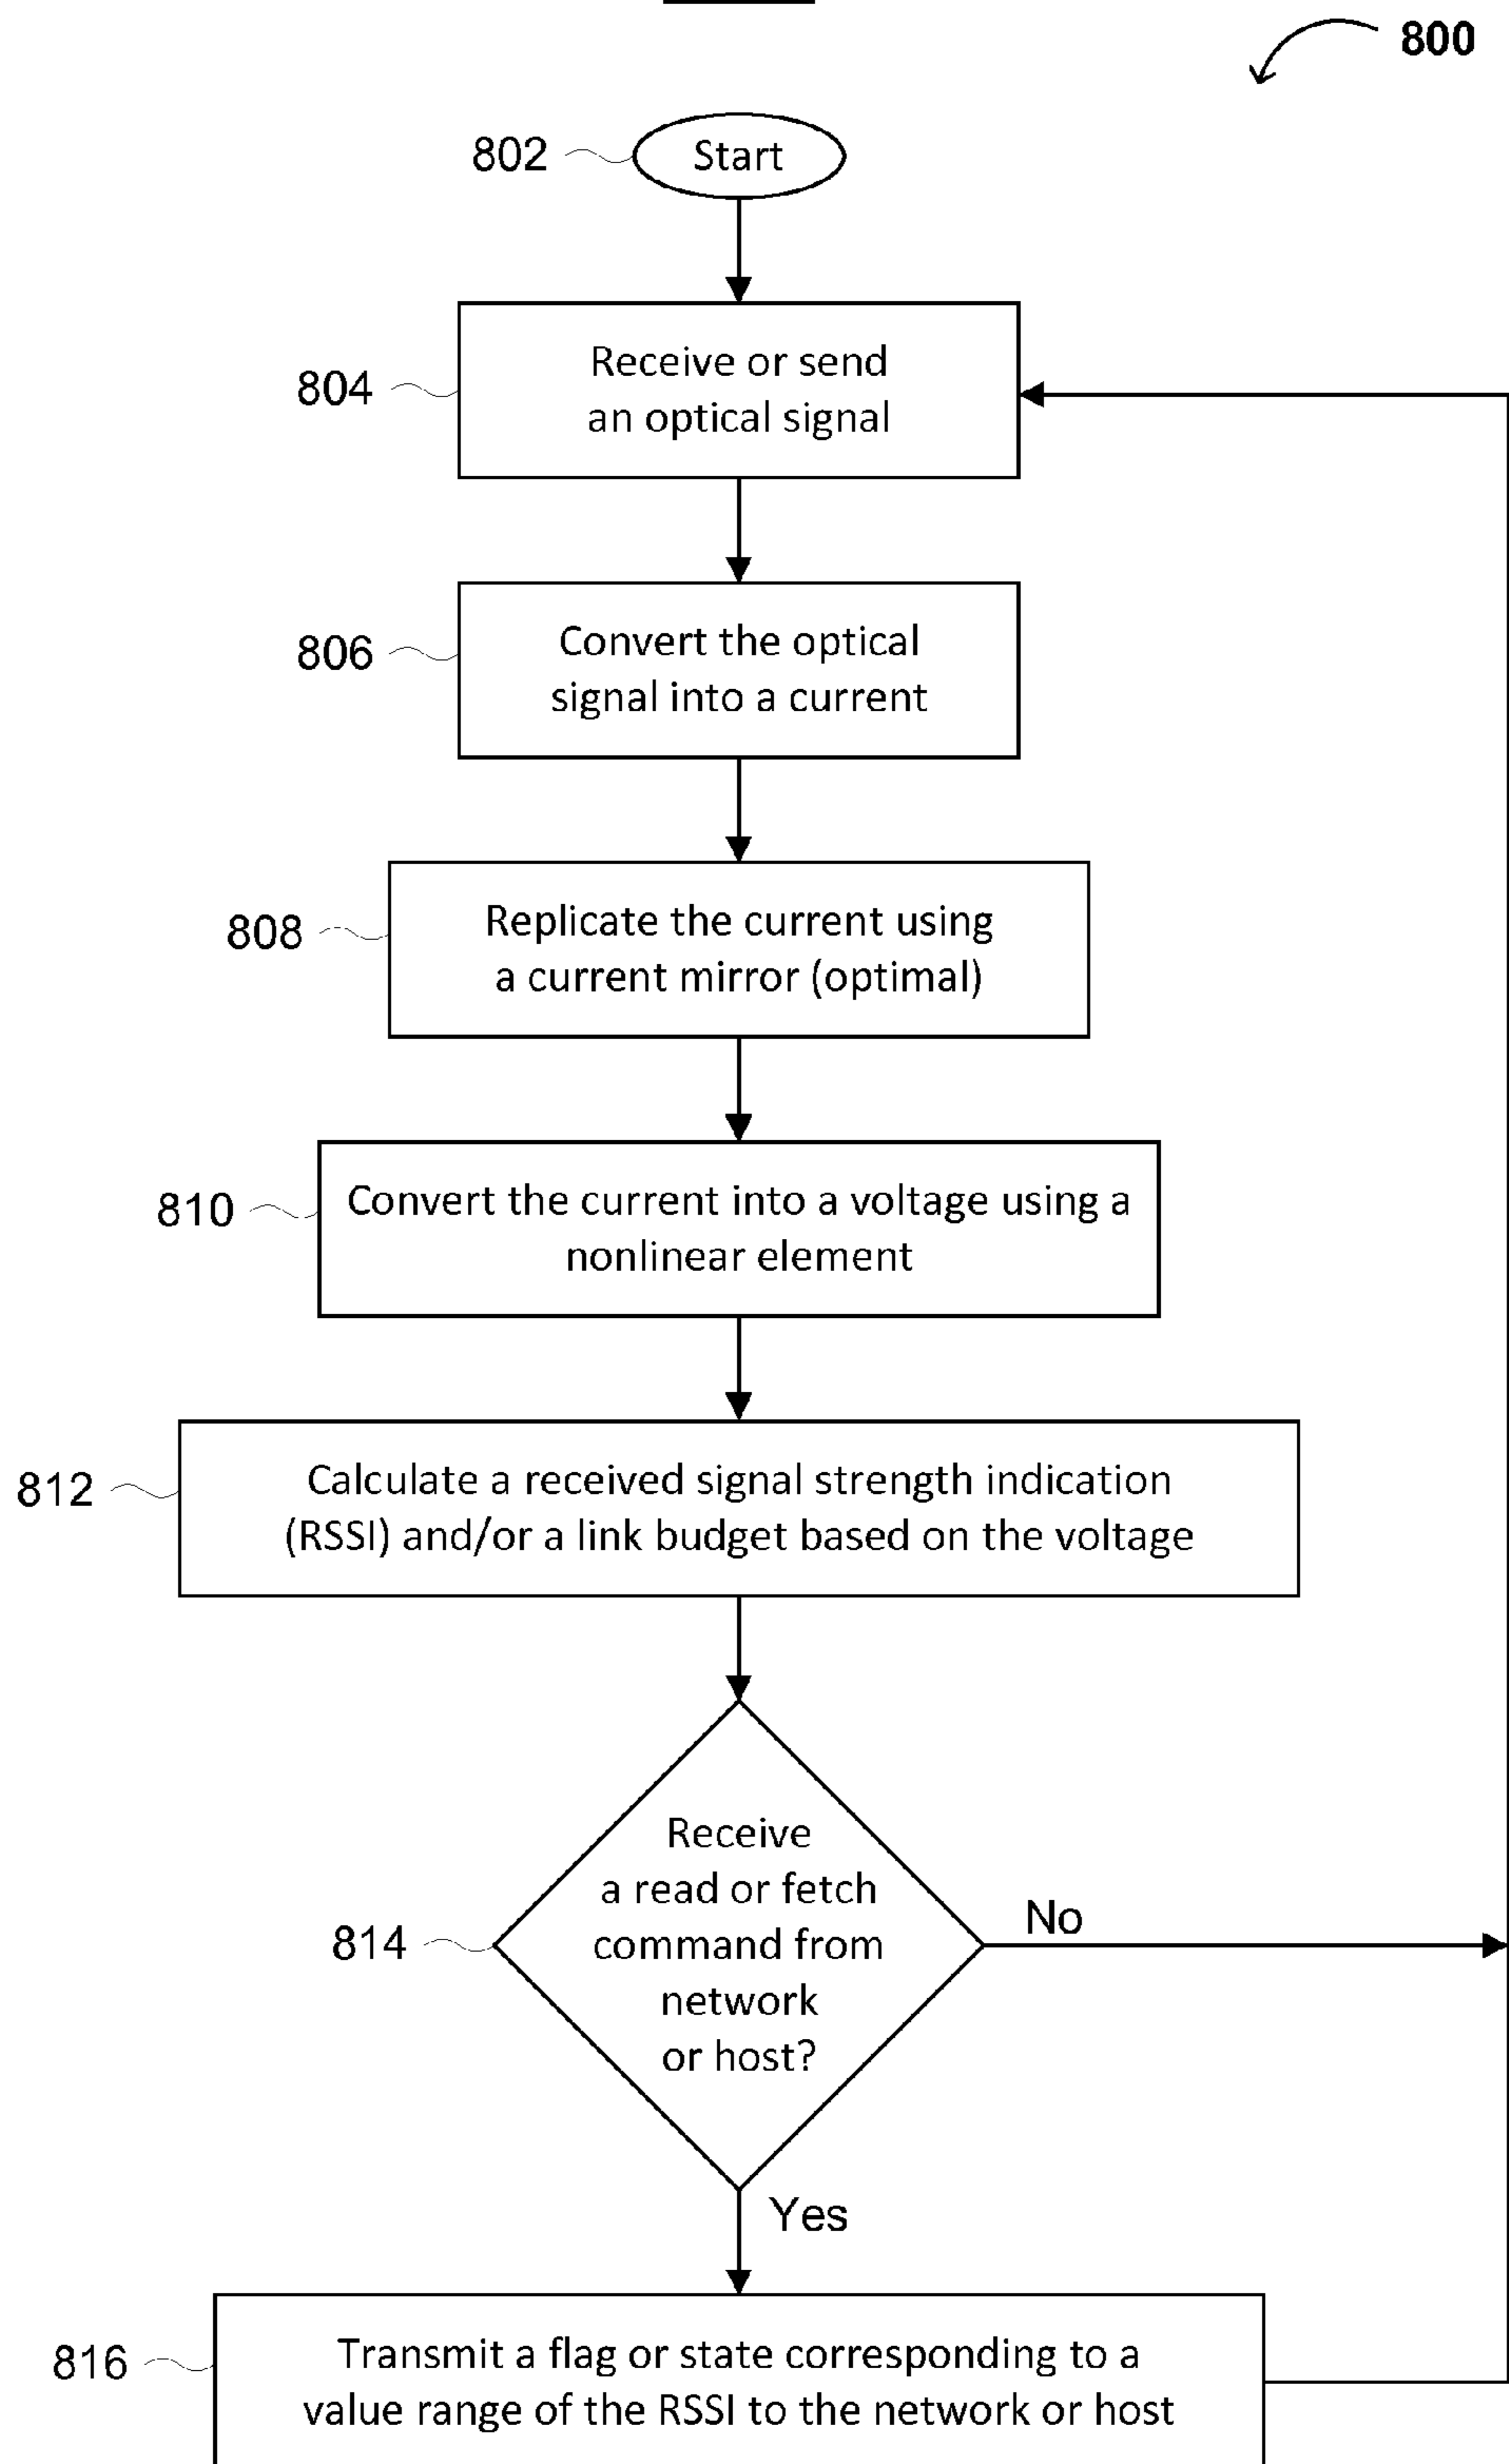 800
802
Start
804
Receive or send
an optical signal
806
Convert the optical
signal into a current
808
Replicate the current using
a current mirror (optimal)
810
Convert the current into a voltage using a
nonlinear element
812
Calculate a received signal strength indication
(RSSI) and/or a link budget based on the voltage
814
Receive
a read or fetch
command from
network
or host?
No
Yes
816
Transmit a flag or state corresponding to a
value range of the RSSI to the network or host